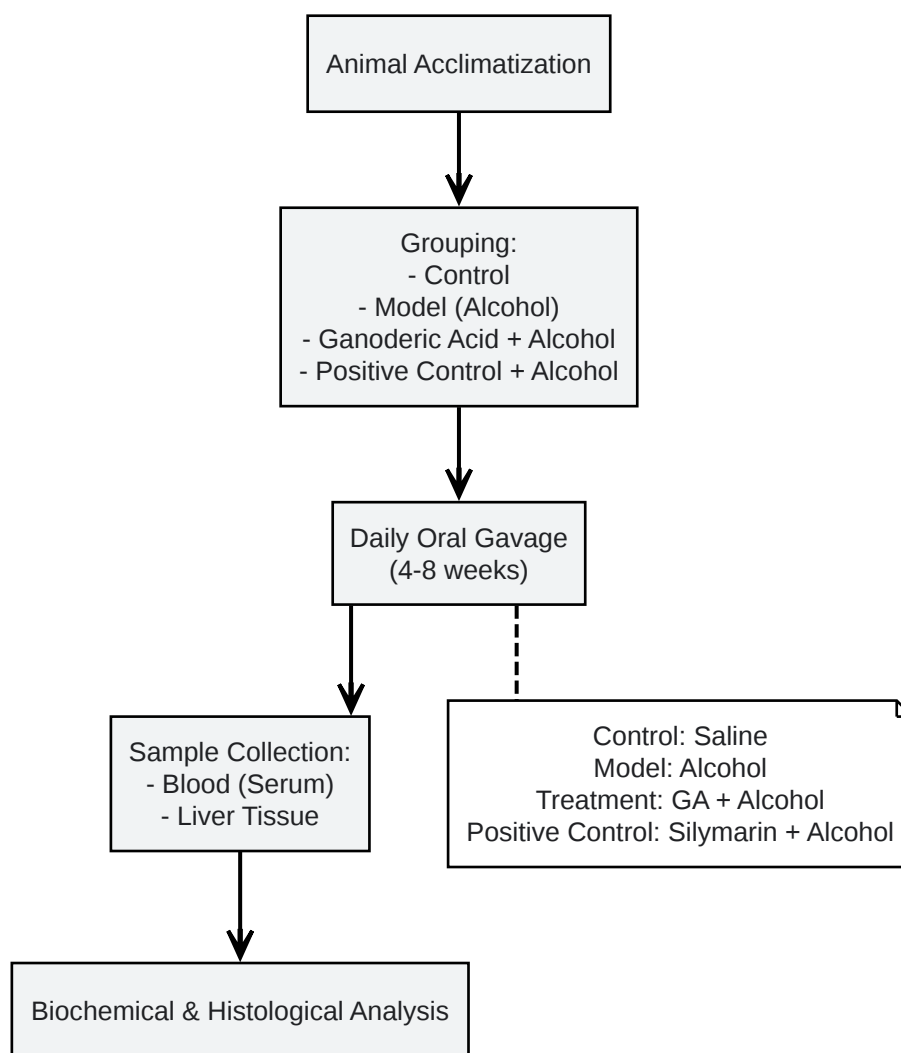 Animal Acclimatization
Grouping:
- Control
- Model (Alcohol)
- Ganoderic Acid + Alcohol
- Positive Control + Alcohol
Daily Oral Gavage
(4-8 weeks)
Control: Saline
Model: Alcohol
Treatment: GA + Alcohol
Positive Control: Silymarin + Alcohol
Sample Collection:
- Blood (Serum)
- Liver Tissue
Biochemical & Histological Analysis